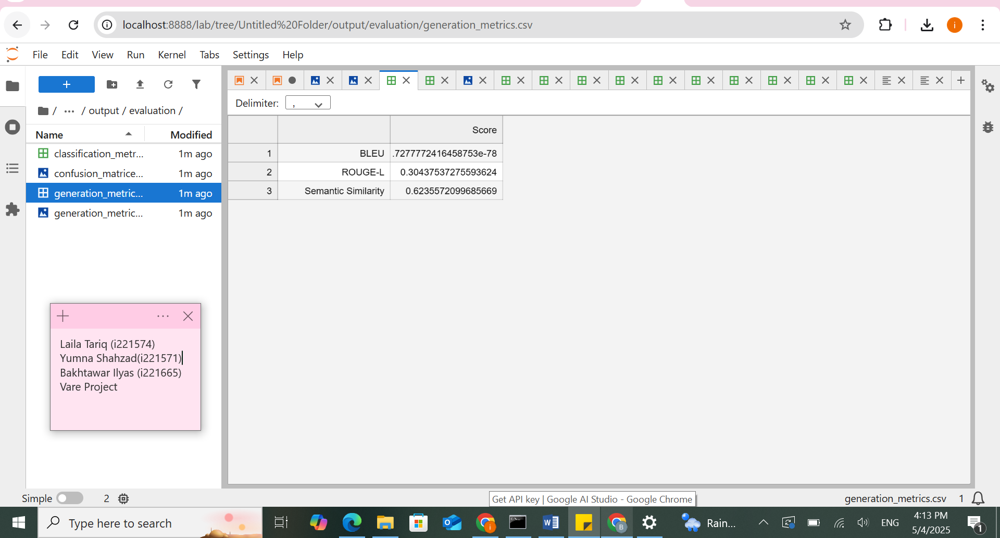 localhost:8888/lab/tree/Untitled%20Folder/output/evaluation/generation_metrics.csv
i
File Edit View Run Kernel Tabs Settings Help
/ ... / output / evaluation /
Name Modified
classification_metr... 1m ago
confusion_matrice... 1m ago
generation_metric... 1m ago
generation_metric... 1m ago
Delimiter: ,
Score
1 BLEU .7277772416458753e-78
2 ROUGE-L 0.30437537275593624
3 Semantic Similarity 0.6235572099685669
Laila Tariq (i221574)
Yumna Shahzad(i221571)
Bakhtawar Ilyas (i221665)
Vare Project
Simple 2
Get API key | Google AI Studio - Google Chrome
generation_metrics.csv 1
Type here to search
Rain...
ENG
4:13 PM
5/4/2025
1